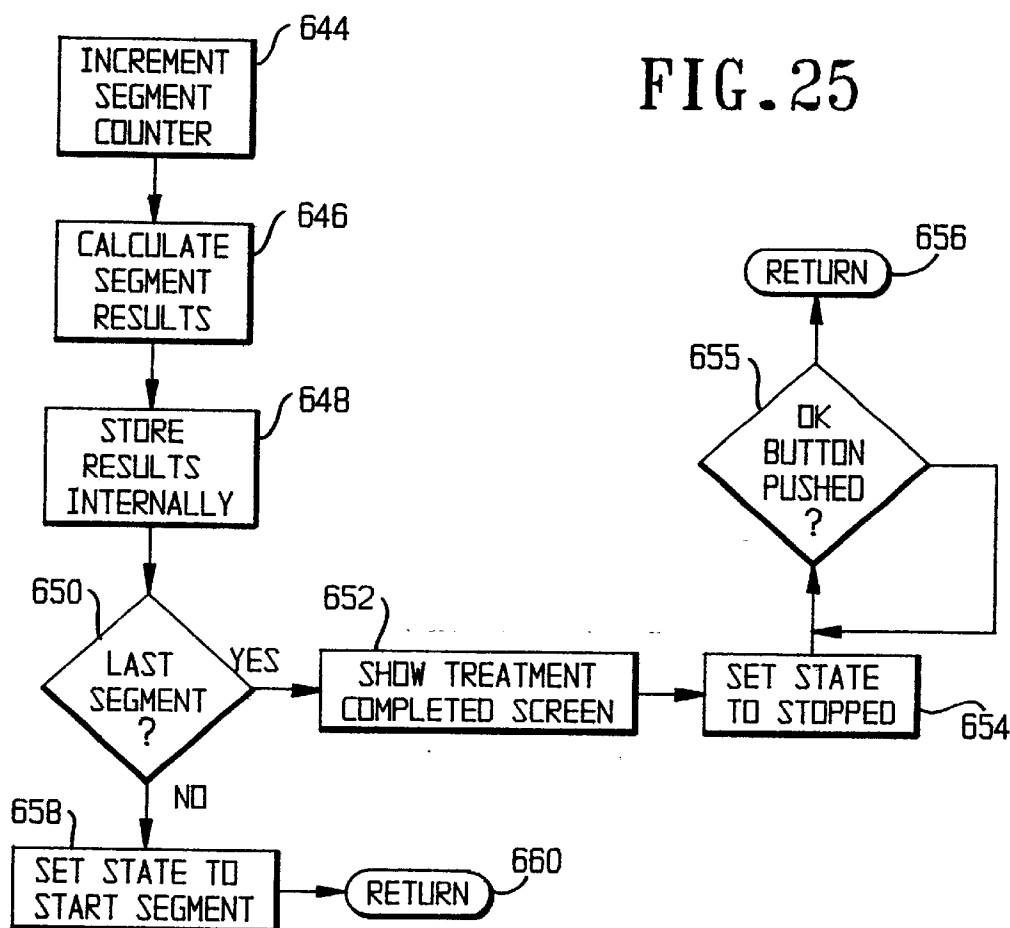 FIG.25
644
INCREMENT
SEGMENT
COUNTER
646
CALCULATE
SEGMENT
RESULTS
648
STORE
RESULTS
INTERNALLY
650
LAST
SEGMENT
?
YES
NO
652
SHOW TREATMENT
COMPLETED SCREEN
SET STATE
TO STOPPED
654
655
OK
BUTTON
PUSHED
?
RETURN
656
658
SET STATE TO
START SEGMENT
RETURN
660